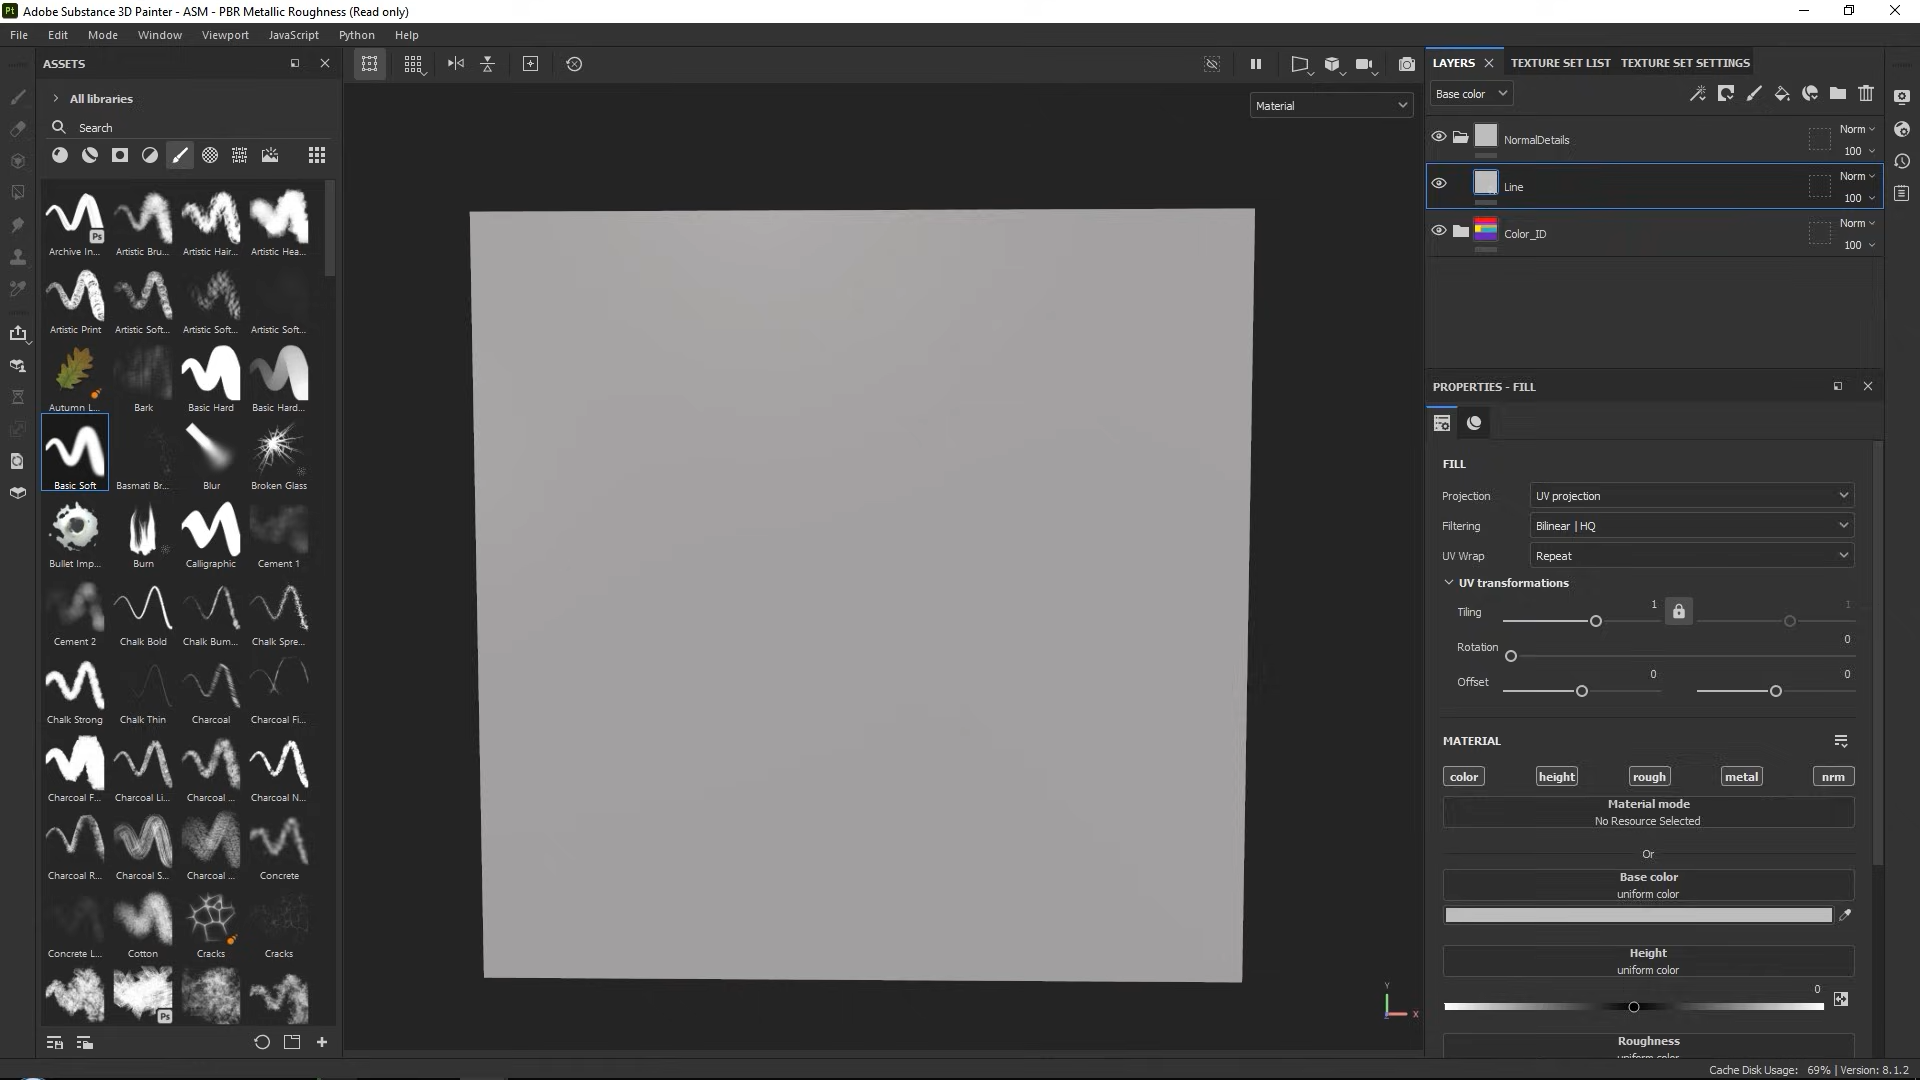 Pt Adobe Substance 3D Painter - ASM - PBR Metallic Roughness (Read only)
File Edit Mode Window Viewport JavaScript Python Help
ASSETS
All libraries
Search
Archive In...
Artistic Bru...
Artistic Hair...
Artistic Hea...
Artistic Print
Artistic Soft...
Artistic Soft...
Artistic Soft...
Autumn L...
Bark
Basic Hard
Basic Hard...
Basic Soft
Basmati Br...
Blur
Broken Glass
Bullet Imp...
Burn
Calligraphic
Cement 1
Cement 2
Chalk Bold
Chalk Bum...
Chalk Spre...
Chalk Strong
Chalk Thin
Charcoal
Charcoal Fi...
Charcoal F...
Charcoal Li...
Charcoal ...
Charcoal N...
Charcoal R...
Charcoal S...
Charcoal ...
Concrete
Concrete L...
Cotton
Cracks
Cracks
Ps
Ps
Material
Y
X
LAYERS
TEXTURE SET LIST
TEXTURE SET SETTINGS
Base color
NormalDetails
Norm
100
Line
Norm
100
Color_ID
Norm
100
PROPERTIES - FILL
FILL
Projection UV projection
Filtering Bilinear | HQ
UV Wrap Repeat
UV transformations
Tiling 1 1
Rotation 0
Offset 0 0
MATERIAL
color height rough metal nrm
Material mode
No Resource Selected
Or
Base color
uniform color
Height
uniform color
0
Roughness
uniform color
Cache Disk Usage: 69% | Version: 8.1.2